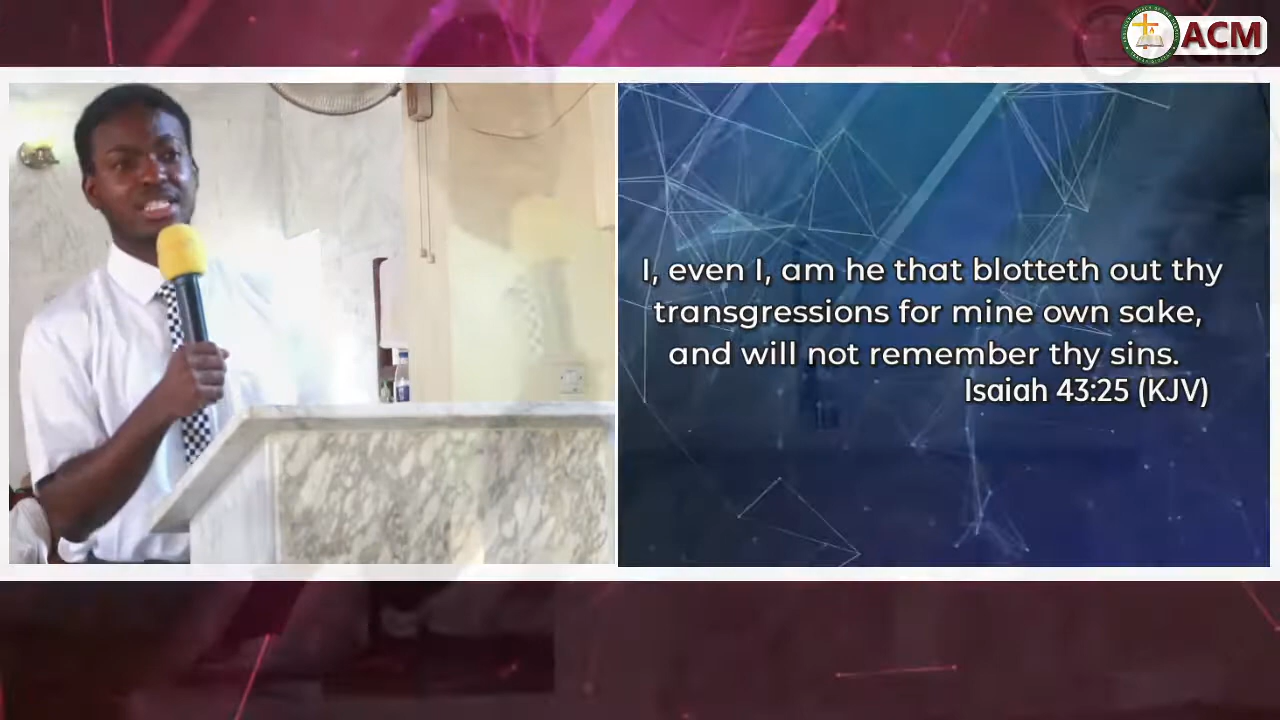 ACM
I, even I, am he that blotteth out thy
transgressions for mine own sake,
and will not remember thy sins.
Isaiah 43:25 (KJV)